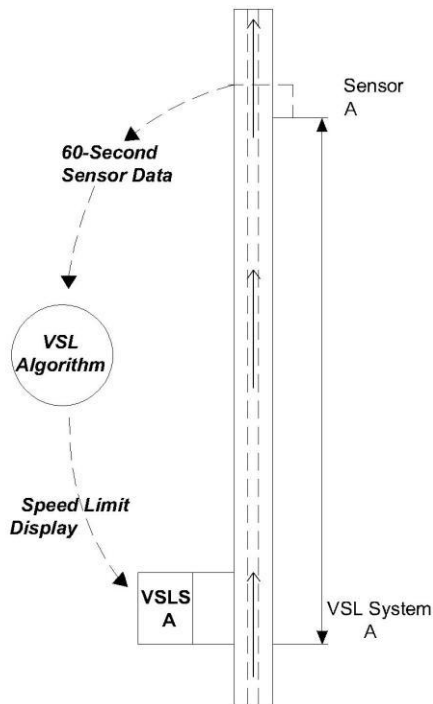 Sensor
A
60-Second
Sensor Data
VSL
Algorithm
Speed Limit
Display
VSLS
A
VSL System
A